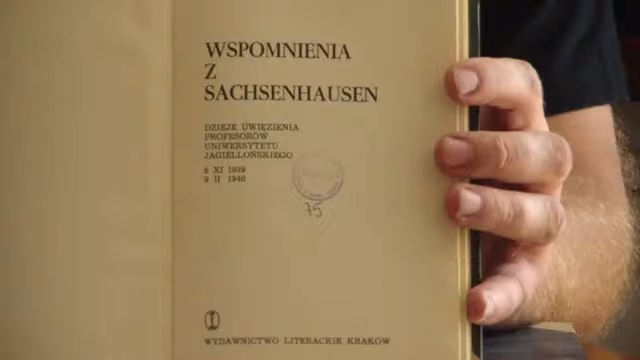 WSPOMNIENIA
Z
SACHSENHAUSEN
DZIEJE UWIĘZIENIA
PROFESORÓW
UNIWERSYTETU
JAGIELLOŃSKIEGO
6 XI 1939
9 II 1940
75
WYDAWNICTWO LITERACKIE KRAKÓW